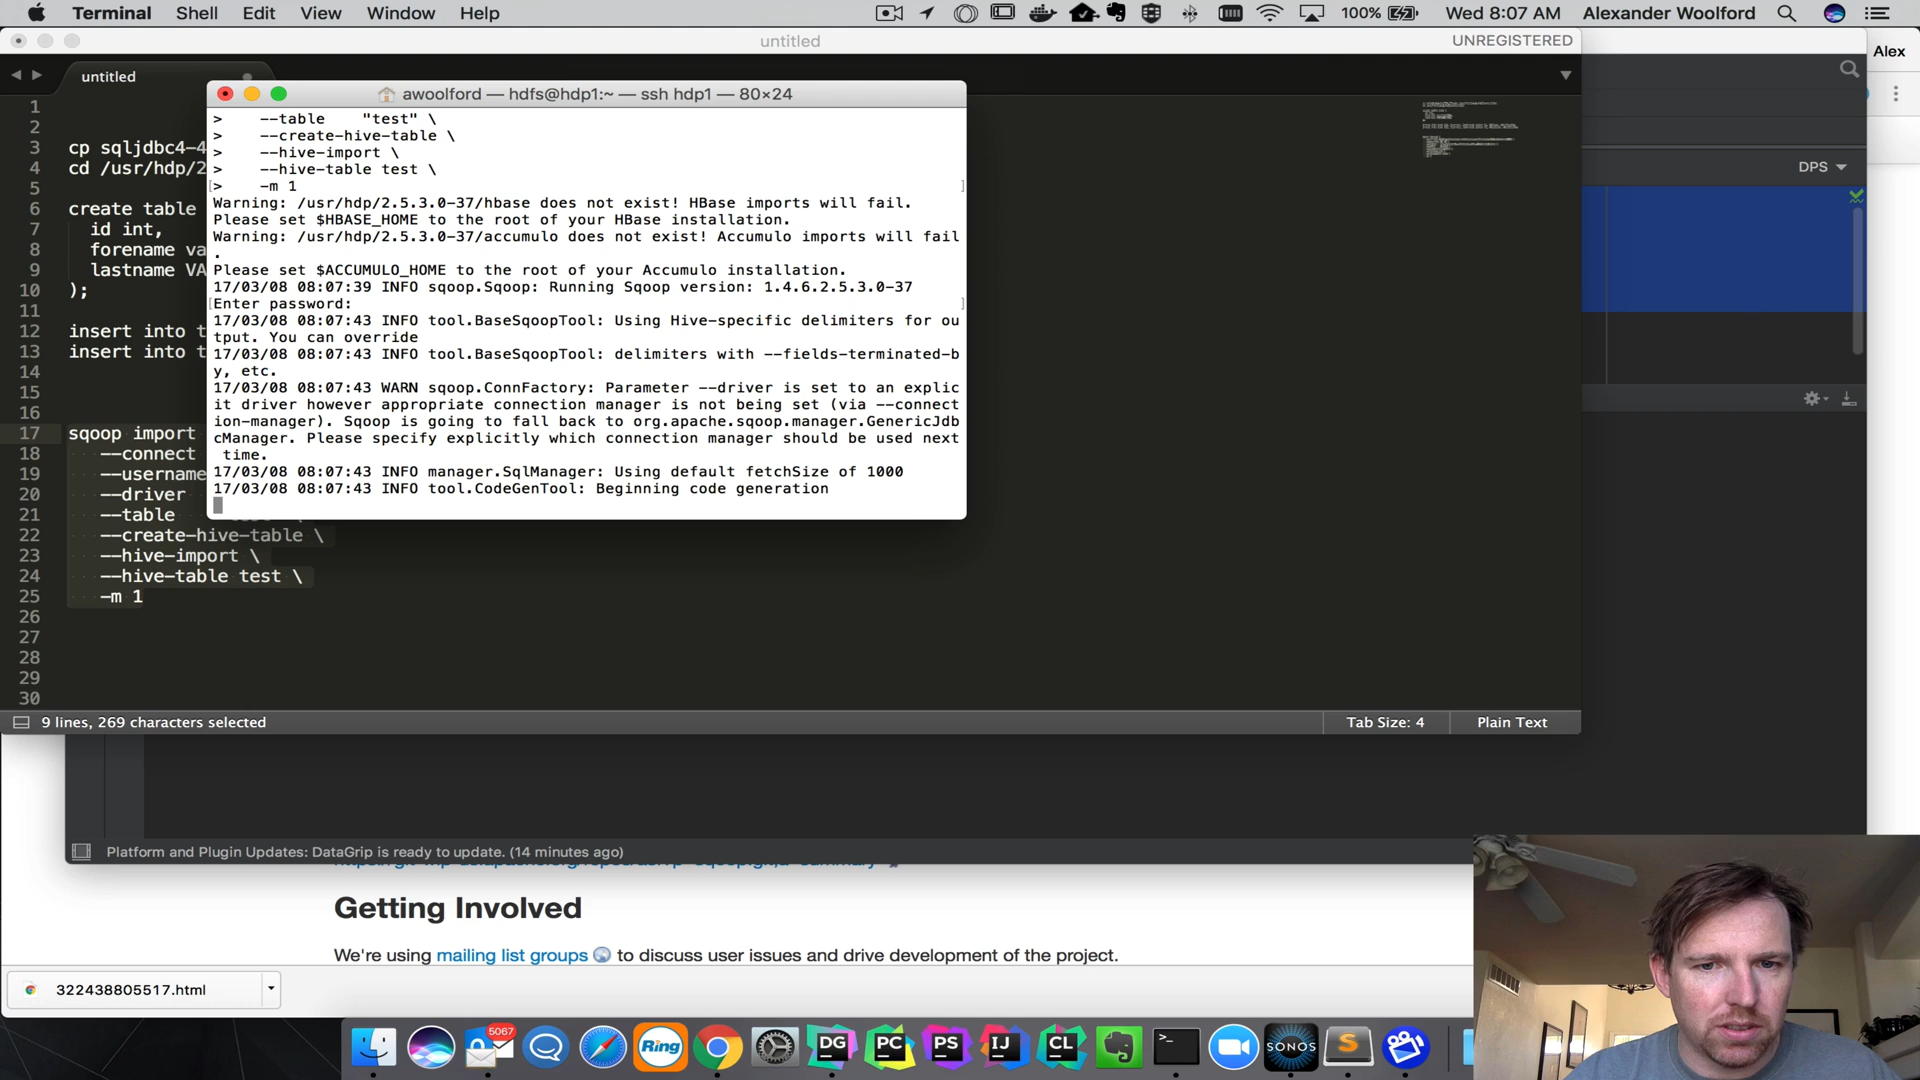 Terminal Shell Edit View Window Help 100% Wed 8:07 AM Alexander Woolford
untitled UNREGISTERED
Alex
untitled
awoolford — hdfs@hdp1:~ — ssh hdp1 — 80×24
> --table "test" \
> --create-hive-table \
> --hive-import \
> --hive-table test \
[> -m 1 ]
Warning: /usr/hdp/2.5.3.0-37/hbase does not exist! HBase imports will fail.
Please set $HBASE_HOME to the root of your HBase installation.
Warning: /usr/hdp/2.5.3.0-37/accumulo does not exist! Accumulo imports will fail
.
Please set $ACCUMULO_HOME to the root of your Accumulo installation.
17/03/08 08:07:39 INFO sqoop.Sqoop: Running Sqoop version: 1.4.6.2.5.3.0-37
[Enter password: ]
17/03/08 08:07:43 INFO tool.BaseSqoopTool: Using Hive-specific delimiters for ou
tput. You can override
17/03/08 08:07:43 INFO tool.BaseSqoopTool: delimiters with --fields-terminated-b
y, etc.
17/03/08 08:07:43 WARN sqoop.ConnFactory: Parameter --driver is set to an explic
it driver however appropriate connection manager is not being set (via --connect
ion-manager). Sqoop is going to fall back to org.apache.sqoop.manager.GenericJdb
cManager. Please specify explicitly which connection manager should be used next
time.
17/03/08 08:07:43 INFO manager.SqlManager: Using default fetchSize of 1000
17/03/08 08:07:43 INFO tool.CodeGenTool: Beginning code generation
1
2
3 cp sqljdbc4-4
4 cd /usr/hdp/2
5
6 create table
7 id int,
8 forename va
9 lastname VA
10 );
11
12 insert into t
13 insert into t
14
15
16
17 sqoop import
18 --connect
19 --username
20 --driver
21 --table
22 --create-hive-table \
23 --hive-import \
24 --hive-table test \
25 -m 1
26
27
28
29
30
DPS
9 lines, 269 characters selected Tab Size: 4 Plain Text
Platform and Plugin Updates: DataGrip is ready to update. (14 minutes ago)
Getting Involved
We're using mailing list groups to discuss user issues and drive development of the project.
322438805517.html
5067
Ring DG PC PS IJ CL >_ SONOS S